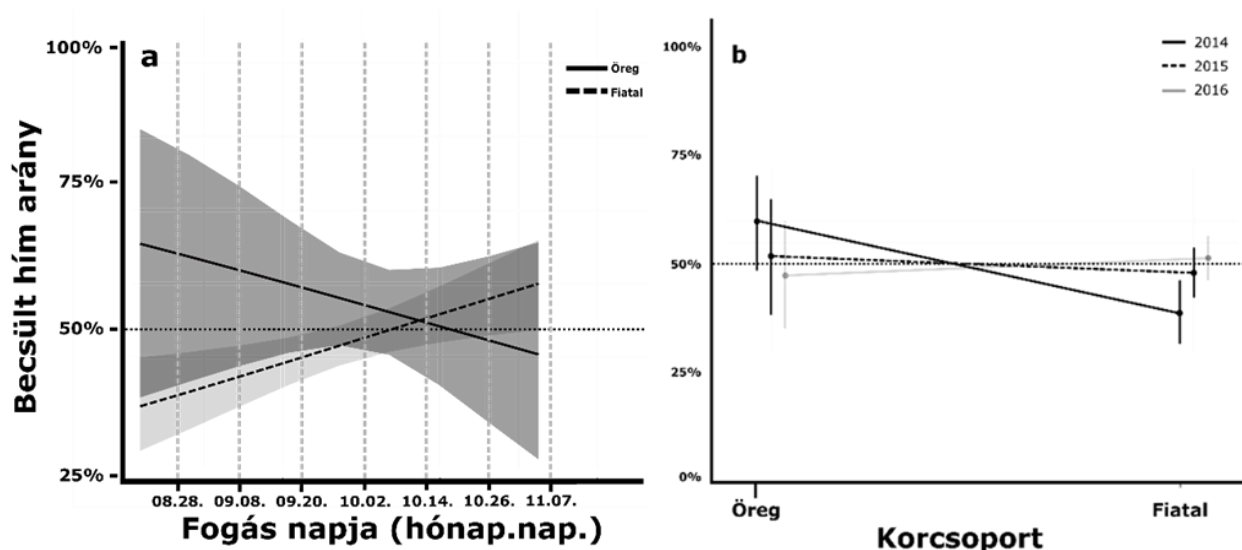 a
Öreg
Fiatal
100%
75%
50%
25%
Becsült hím arány
08.28. 09.08. 09.20. 10.02. 10.14. 10.26. 11.07.
Fogás napja (hónap.nap.)
b
2014
2015
2016
100%
75%
50%
25%
0%
Öreg Fiatal
Korcsoport